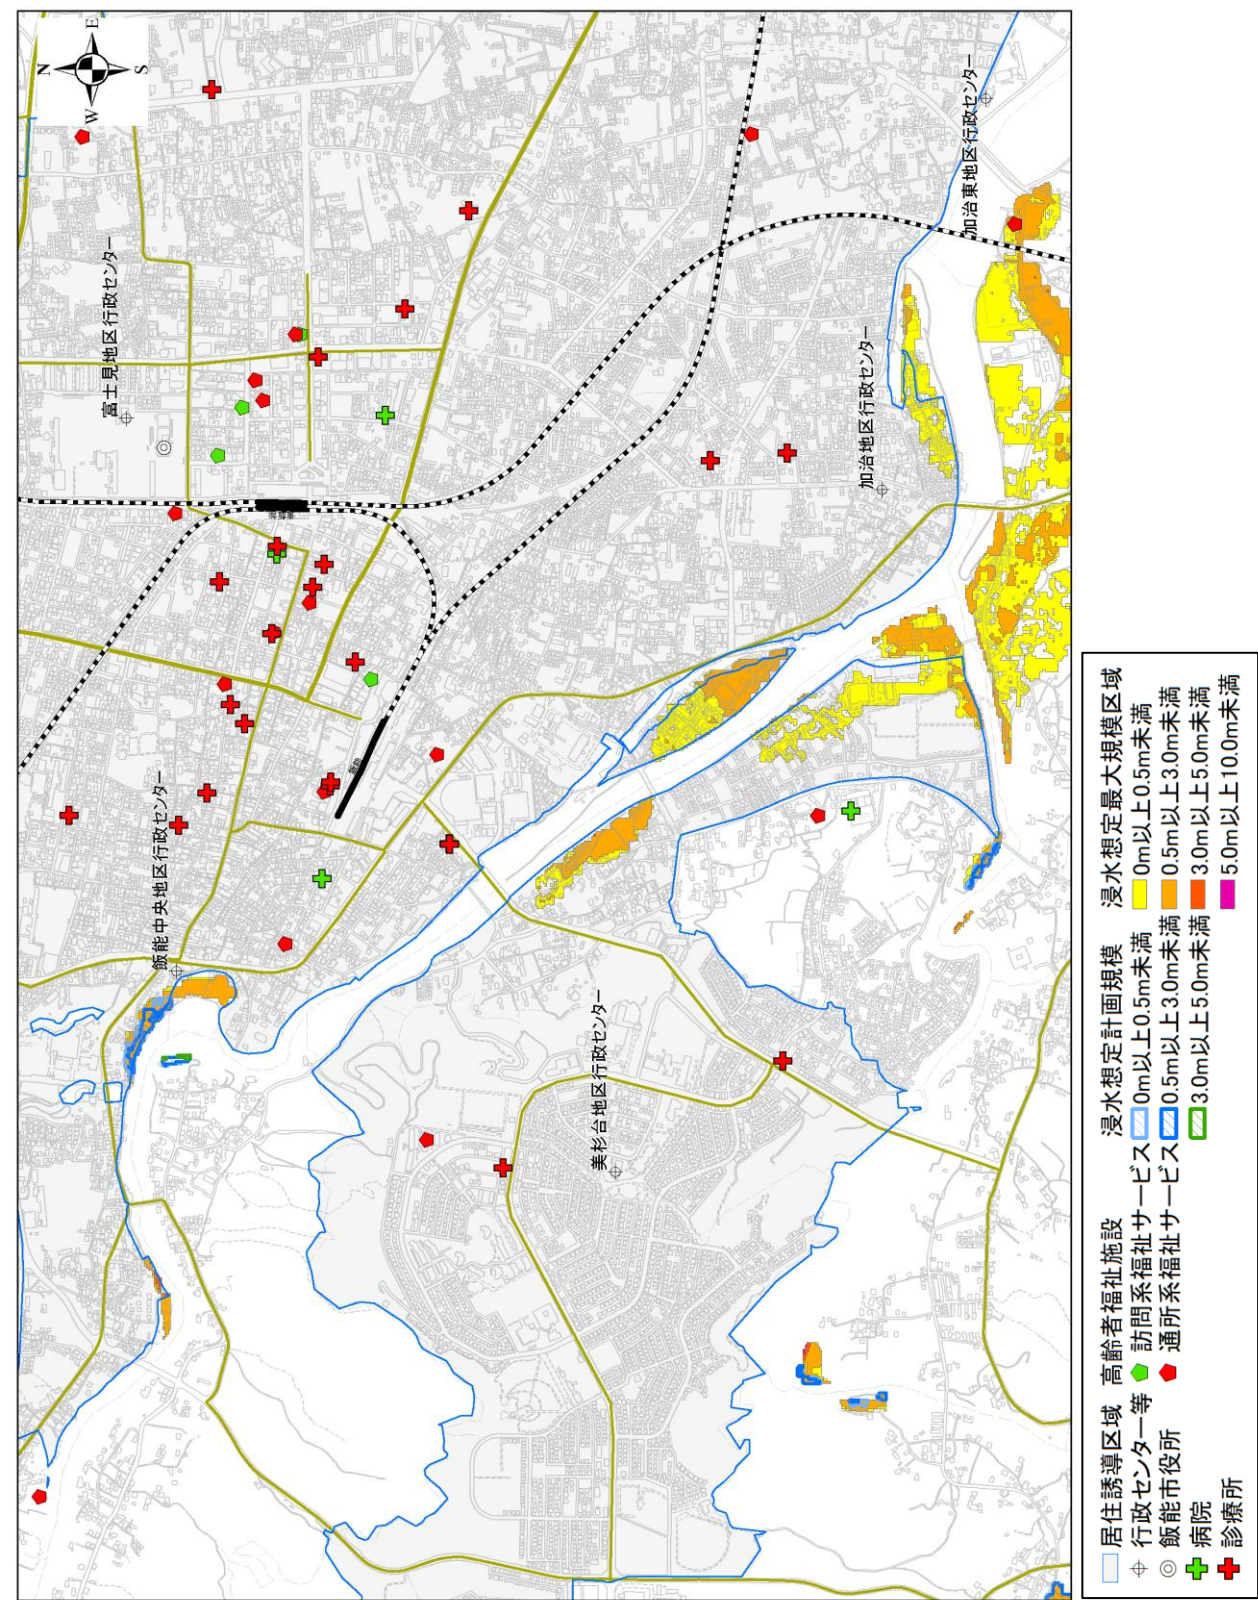 N
E
S
W
富士見地区行政センター
加治東地区行政センター
加治地区行政センター
飯能中央地区行政センター
美杉台地区行政センター
居住誘導区域
行政センター等
飯能市役所
病院
診療所
高齢者福祉施設
訪問系福祉サービス
通所系福祉サービス
浸水想定計画規模
0m以上0.5m未満
0.5m以上3.0m未満
3.0m以上5.0m未満
浸水想定最大規模区域
0m以上0.5m未満
0.5m以上3.0m未満
3.0m以上5.0m未満
5.0m以上10.0m未満